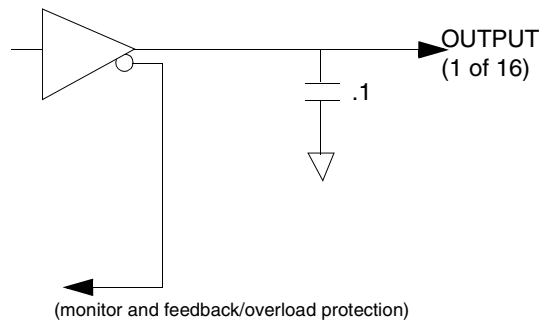 OUTPUT
(1 of 16)
.1
(monitor and feedback/overload protection)